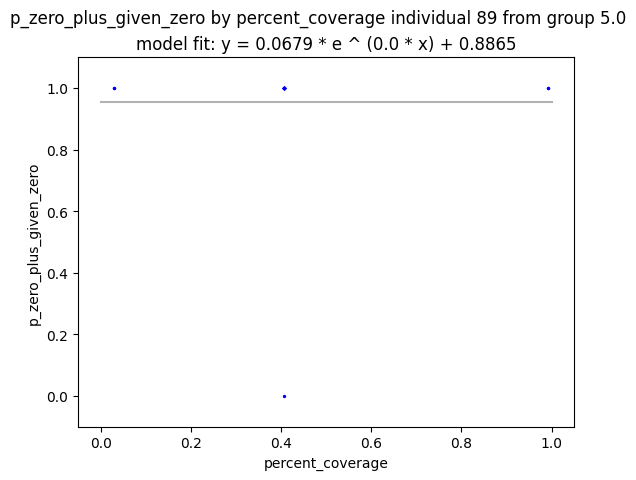 p_zero_plus_given_zero by percent_coverage individual 89 from group 5.0
model fit: y = 0.0679 * e ^ (0.0 * x) + 0.8865
1.0
0.8
0.6
0.4
0.2
0.0
p_zero_plus_given_zero
0.0 0.2 0.4 0.6 0.8 1.0
percent_coverage